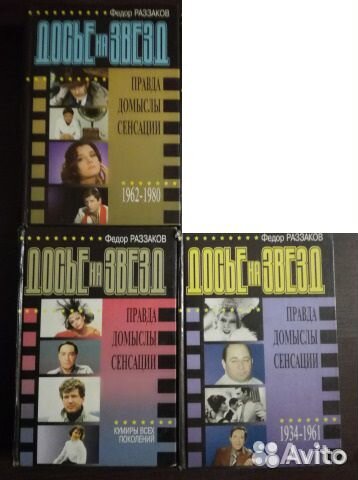 Федор РАЗЗАКОВ
ДОСЬЕ НА ЗВЕЗД
ПРАВДА
ДОМЫСЛЫ
СЕНСАЦИИ
1962-1980
Федор РАЗЗАКОВ
ДОСЬЕ НА ЗВЕЗД
ПРАВДА
ДОМЫСЛЫ
СЕНСАЦИИ
КУМИРЫ ВСЕХ
ПОКОЛЕНИЙ
Федор РАЗЗАКОВ
ДОСЬЕ НА ЗВЕЗД
ПРАВДА
ДОМЫСЛЫ
СЕНСАЦИИ
1934-1961
Avito